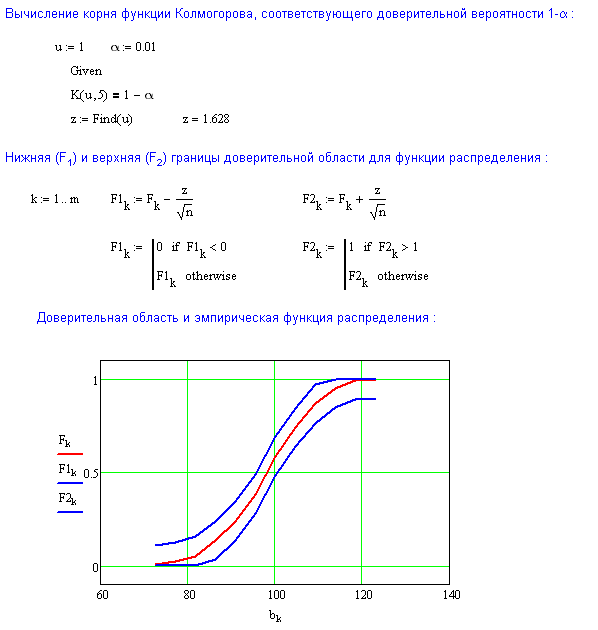 Вычисление корня функции Колмогорова, соответствующего доверительной вероятности 1-α :
u := 1 α := 0.01
Given
K(u,5) = 1 − α
z := Find(u) z = 1.628
Нижняя (F1) и верхняя (F2) границы доверительной области для функции распределения :
k := 1 .. m F1k := Fk − z/√n F2k := Fk + z/√n
F1k := 0 if F1k < 0 F2k := 1 if F2k > 1
F1k otherwise F2k otherwise
Доверительная область и эмпирическая функция распределения :
1
Fk
F1k 0.5
F2k
0
60 80 100 120 140
bk